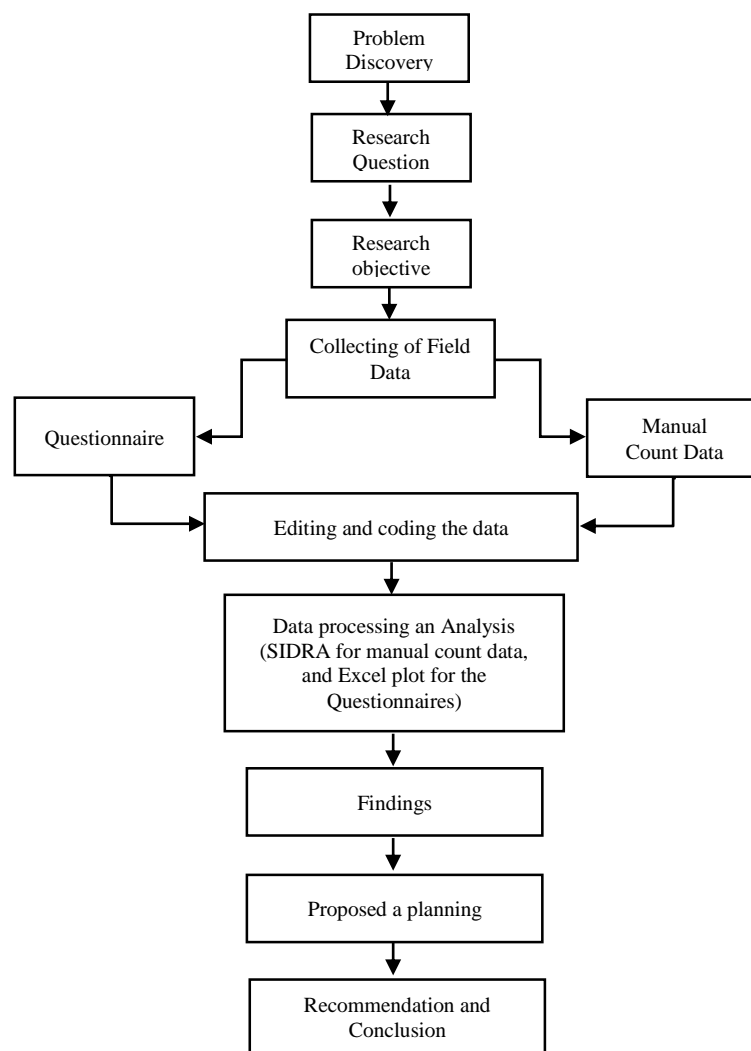 Problem
Discovery
Research
Question
Research
objective
Collecting of Field
Data
Questionnaire
Manual
Count Data
Editing and coding the data
Data processing an Analysis
(SIDRA for manual count data,
and Excel plot for the
Questionnaires)
Findings
Proposed a planning
Recommendation and
Conclusion